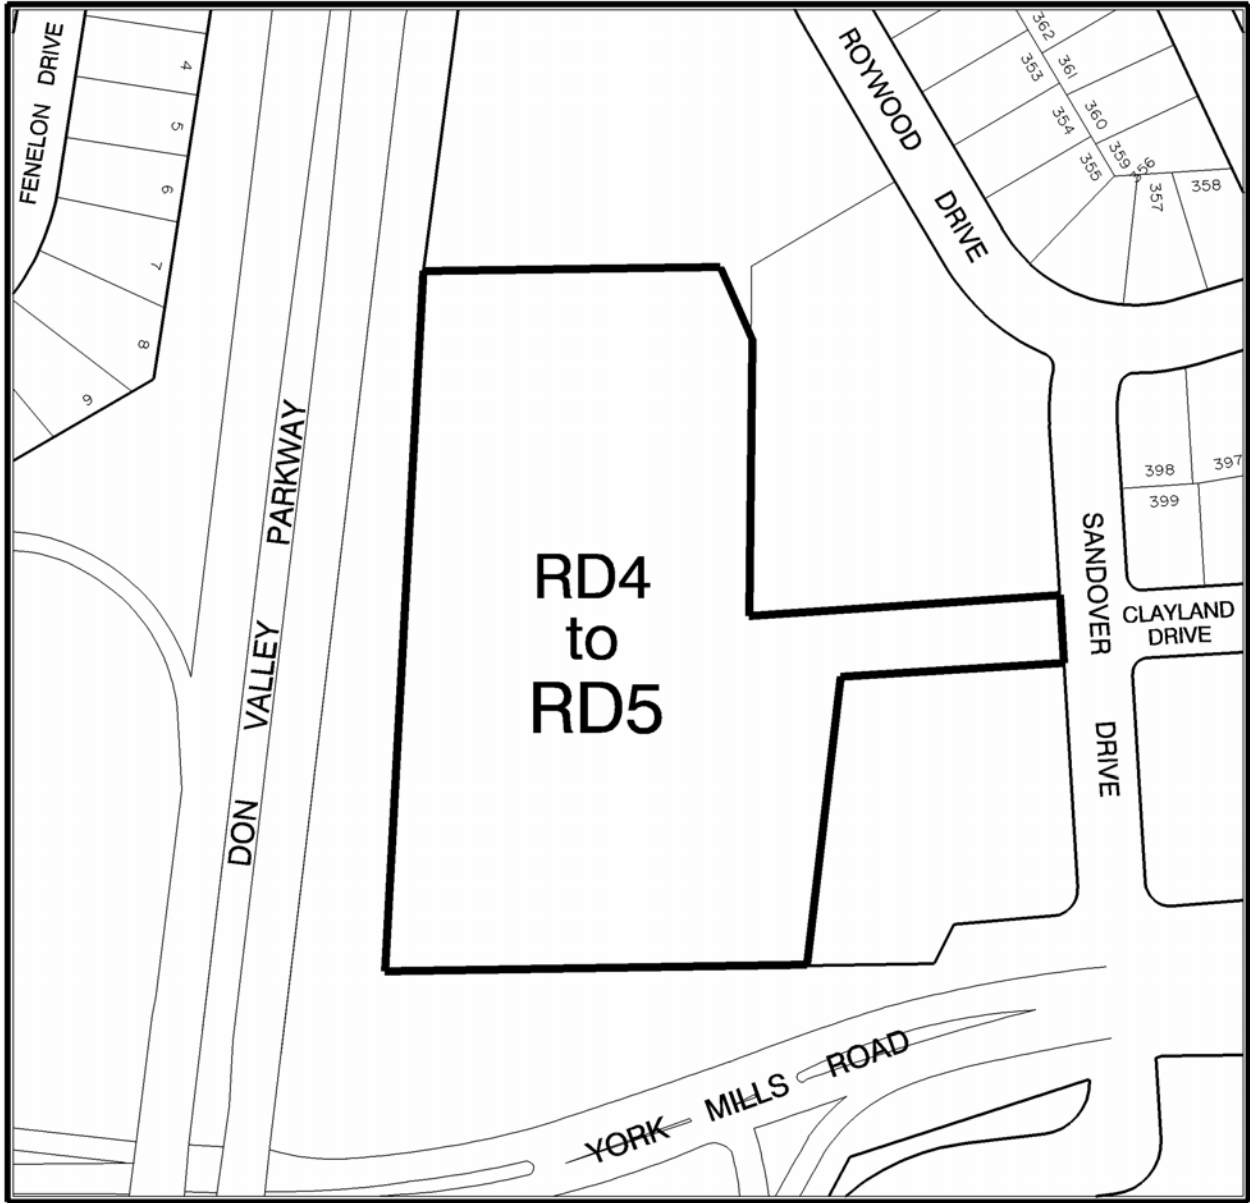 FENELON DRIVE
4
5
6
7
8
9
DON VALLEY PARKWAY
ROYWOOD DRIVE
362
353
361
354
360
355
359
356
357
358
RD4
to
RD5
398
397
399
SANDOVER DRIVE
CLAYLAND
DRIVE
YORK MILLS ROAD